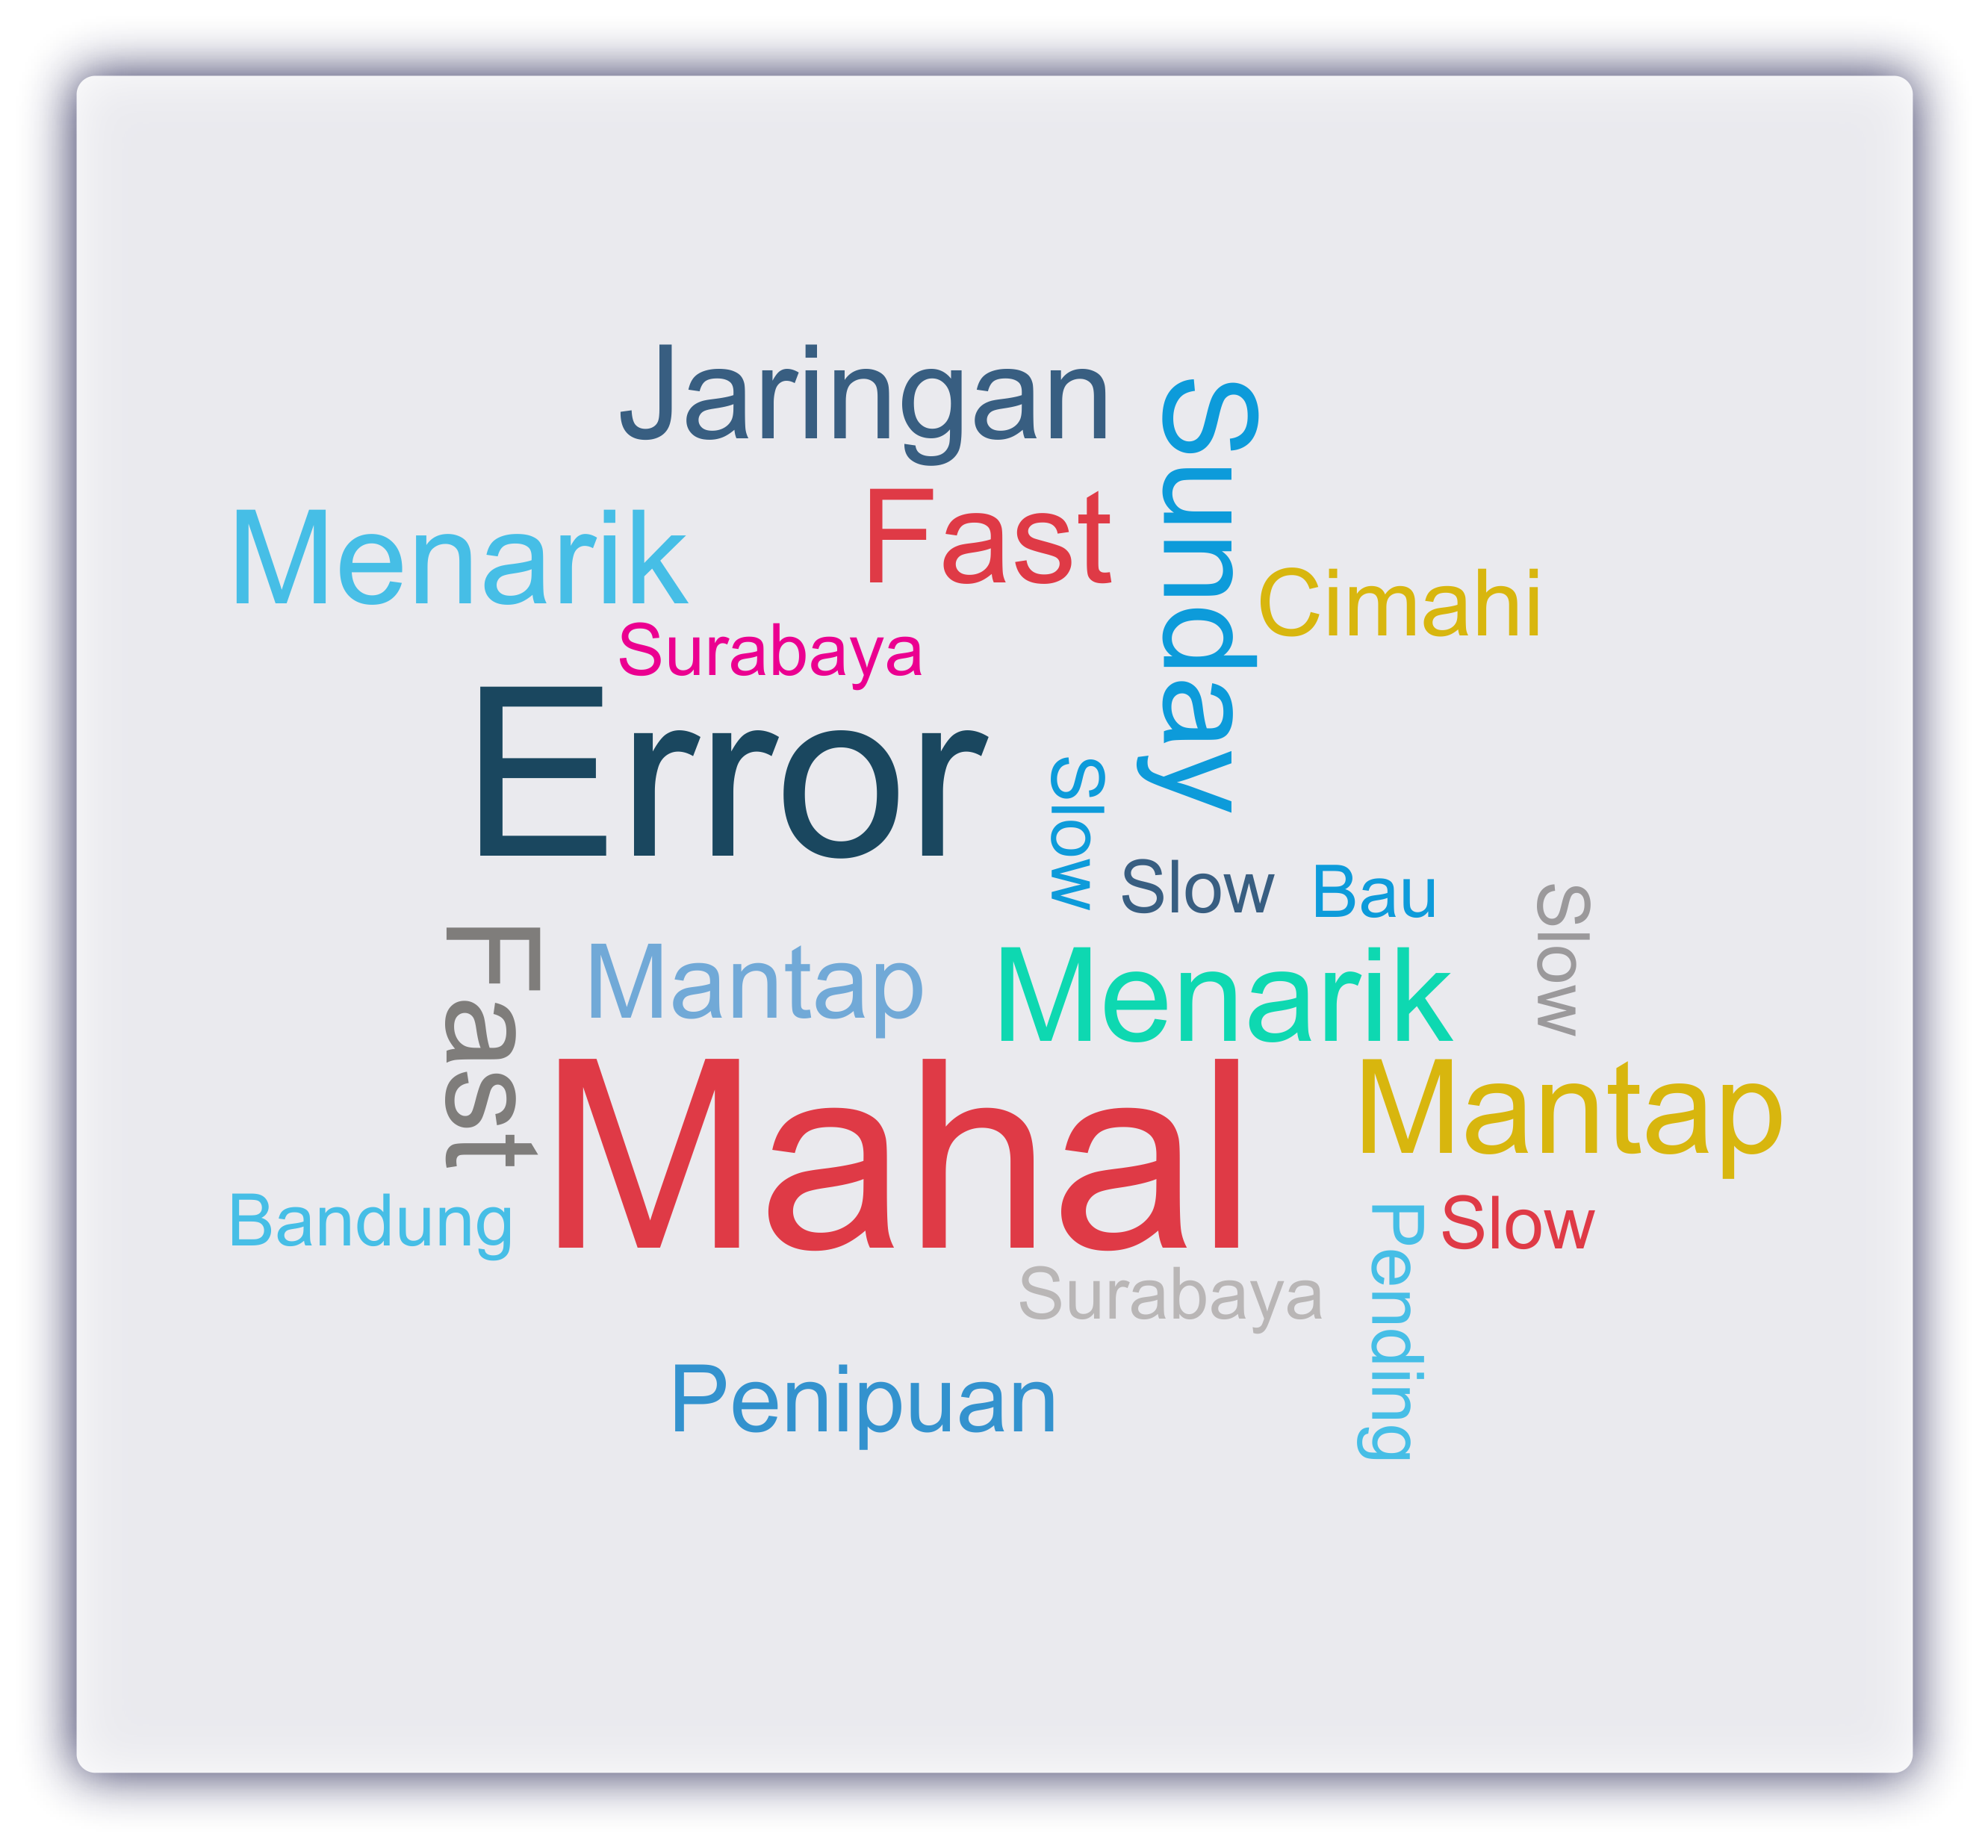 Jaringan
Sunday
Fast
Menarik
Cimahi
Surabaya
Error
Slow
Slow
Bau
Slow
Fast
Mantap
Menarik
Mahal
Mantap
Bandung
Slow
Pending
Surabaya
Penipuan